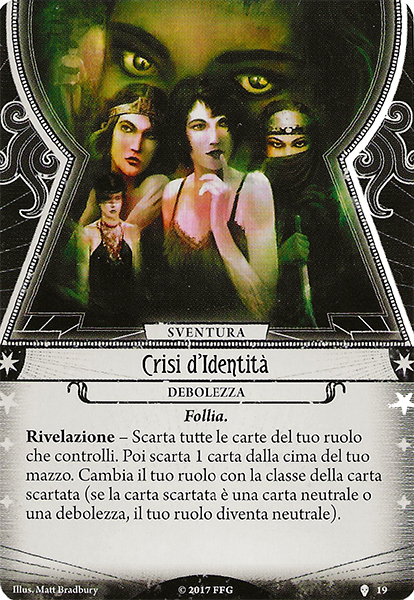 SVENTURA
Crisi d'Identità
DEBOLEZZA
Follia.
Rivelazione – Scarta tutte le carte del tuo ruolo
che controlli. Poi scarta 1 carta dalla cima del tuo
mazzo. Cambia il tuo ruolo con la classe della carta
scartata (se la carta scartata è una carta neutrale o
una debolezza, il tuo ruolo diventa neutrale).
Illus. Matt Bradbury © 2017 FFG 19